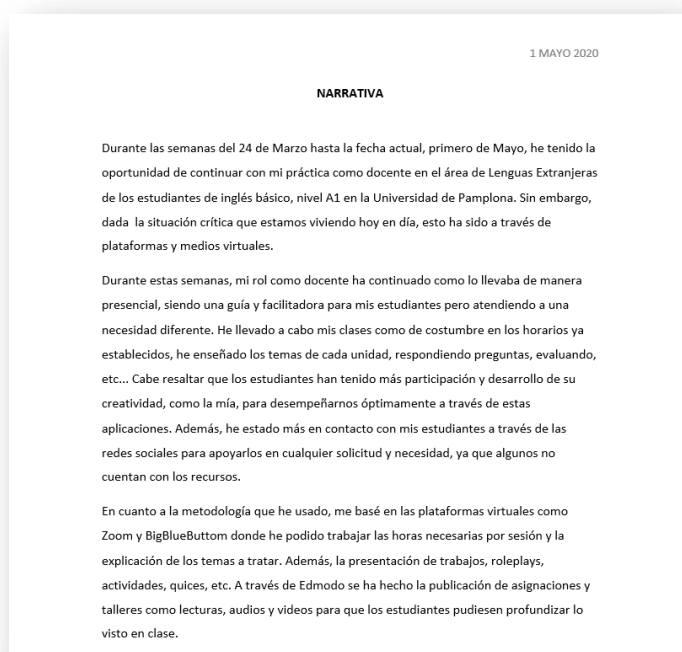 1 MAYO 2020
NARRATIVA
Durante las semanas del 24 de Marzo hasta la fecha actual, primero de Mayo, he tenido la
oportunidad de continuar con mi práctica como docente en el área de Lenguas Extranjeras
de los estudiantes de inglés básico, nivel A1 en la Universidad de Pamplona. Sin embargo,
dada  la situación crítica que estamos viviendo hoy en día, esto ha sido a través de
plataformas y medios virtuales.
Durante estas semanas, mi rol como docente ha continuado como lo llevaba de manera
presencial, siendo una guía y facilitadora para mis estudiantes pero atendiendo a una
necesidad diferente. He llevado a cabo mis clases como de costumbre en los horarios ya
establecidos, he enseñado los temas de cada unidad, respondiendo preguntas, evaluando,
etc... Cabe resaltar que los estudiantes han tenido más participación y desarrollo de su
creatividad, como la mía, para desempeñarnos óptimamente a través de estas
aplicaciones. Además, he estado más en contacto con mis estudiantes a través de las
redes sociales para apoyarlos en cualquier solicitud y necesidad, ya que algunos no
cuentan con los recursos.
En cuanto a la metodología que he usado, me basé en las plataformas virtuales como
Zoom y BigBlueButtom donde he podido trabajar las horas necesarias por sesión y la
explicación de los temas a tratar. Además, la presentación de trabajos, roleplays,
actividades, quices, etc. A través de Edmodo se ha hecho la publicación de asignaciones y
talleres como lecturas, audios y videos para que los estudiantes pudiesen profundizar lo
visto en clase.